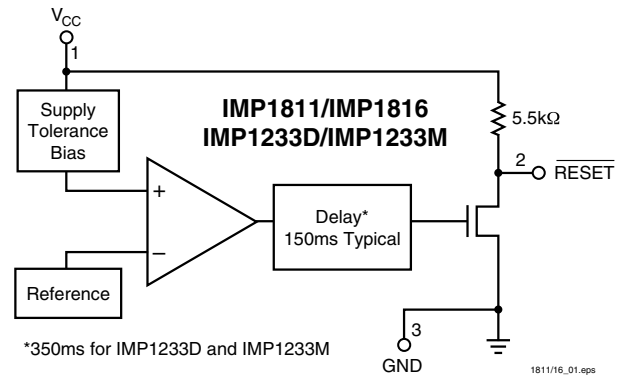 VCC
1
Supply
Tolerance
Bias
IMP1811/IMP1816
IMP1233D/IMP1233M
5.5kΩ
2
RESET
+
Delay*
150ms Typical
–
Reference
3
GND
*350ms for IMP1233D and IMP1233M
1811/16_01.eps